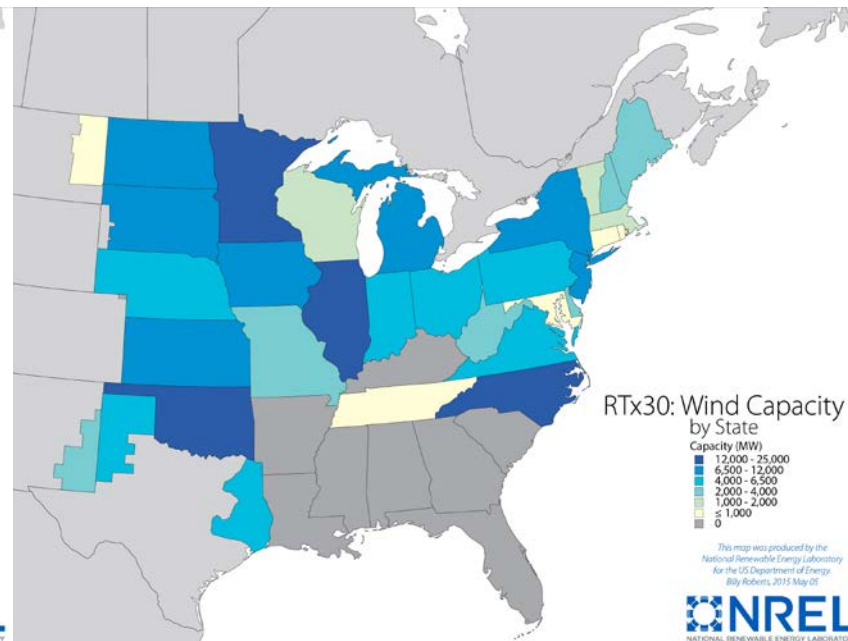 RTx30: Wind Capacity
by State
Capacity (MW)
12,000 - 25,000
6,500 - 12,000
4,000 - 6,500
2,000 - 4,000
1,000 - 2,000
≤ 1,000
0
This map was produced by the
National Renewable Energy Laboratory
for the US Department of Energy.
Billy Roberts, 2015 May 05
NREL
NATIONAL RENEWABLE ENERGY